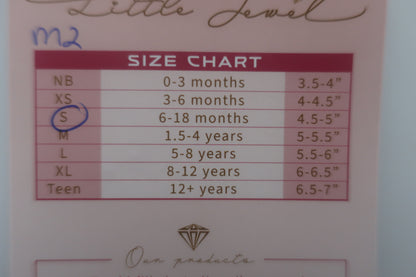 Little Jewel
m2
SIZE CHART
NB 0-3 months 3.5-4"
XS 3-6 months 4-4.5"
S 6-18 months 4.5-5"
M 1.5-4 years 5-5.5"
L 5-8 years 5.5-6"
XL 8-12 years 6-6.5"
Teen 12+ years 6.5-7"
Our products